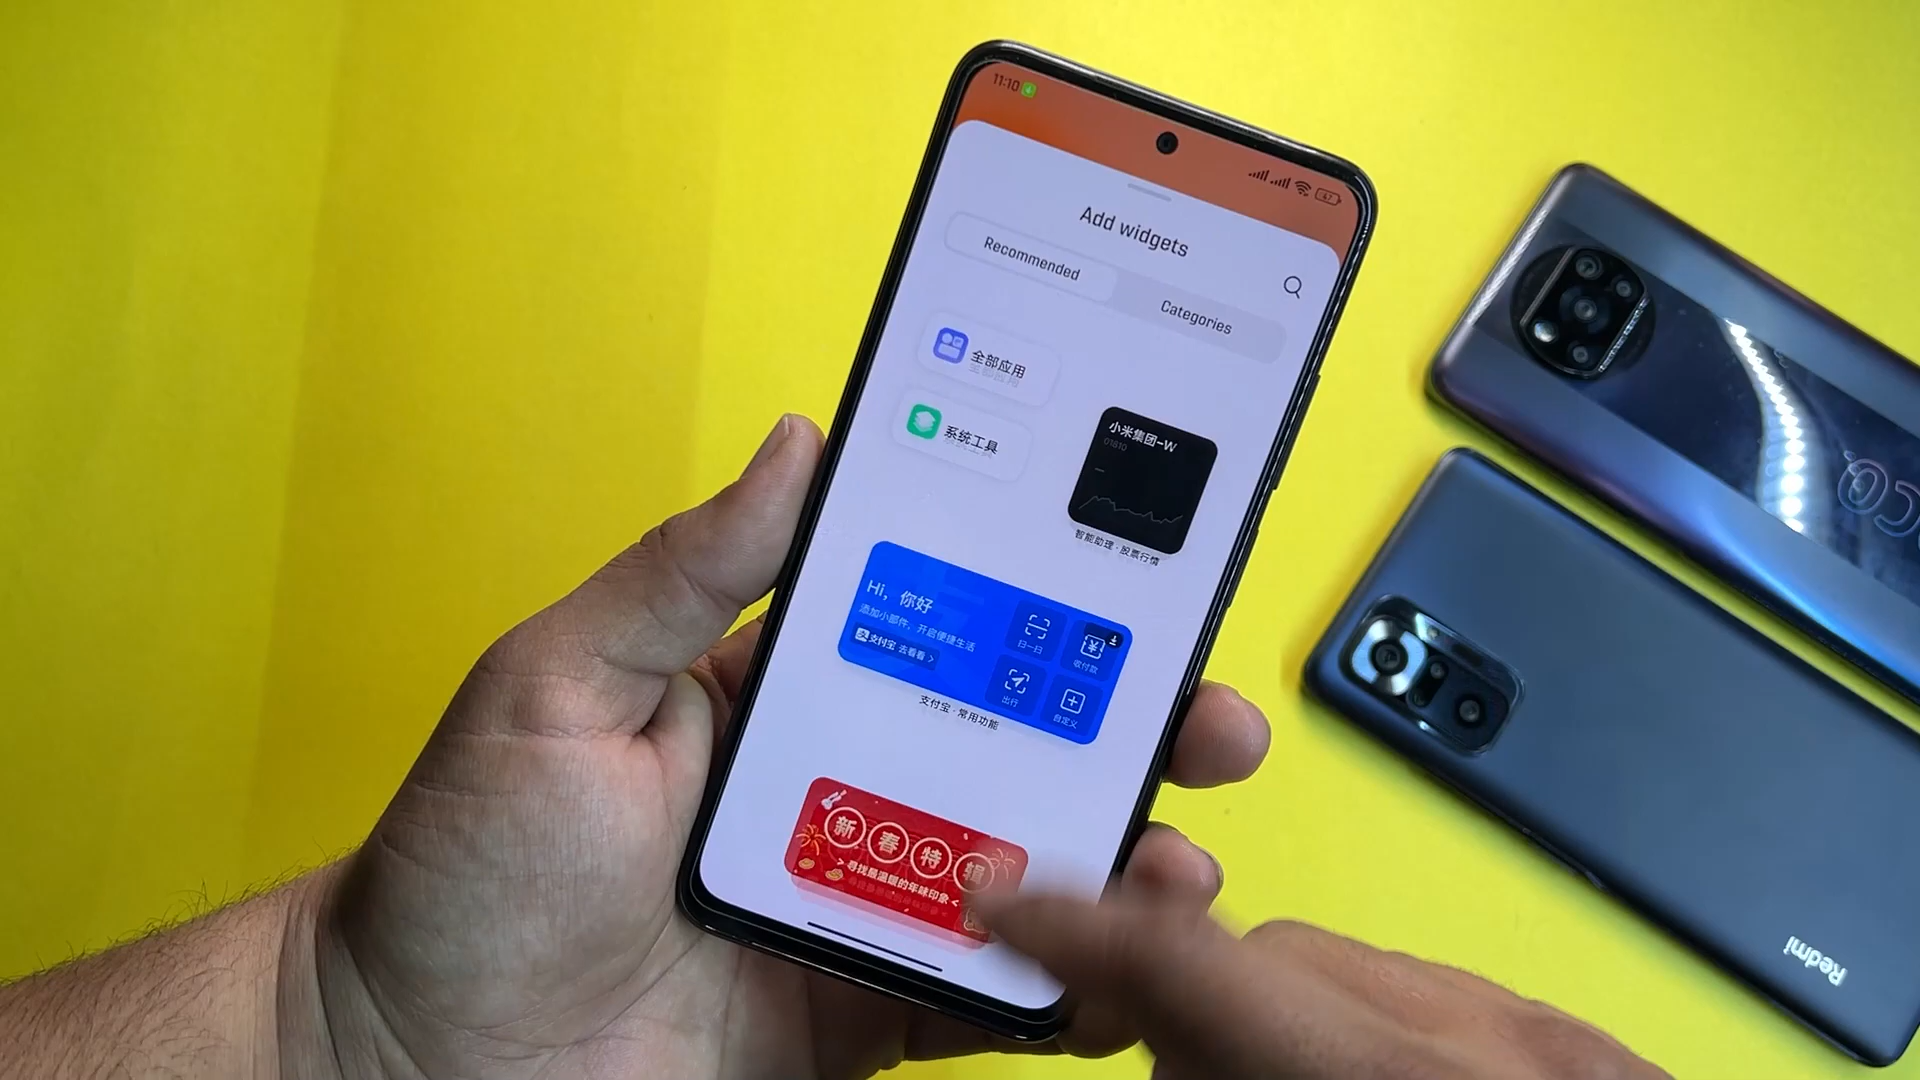 11:10
67
Add widgets
Recommended
Categories
全部应用
系统工具
小米集团-W
01810
智能助理 · 股票行情
Hi，你好
添加小部件，开启便捷生活
支付宝 去看看 >
扫一扫
收付款
出行
自定义
支付宝 · 常用功能
新春特辑
> 寻找最温暖的年味印象 <
CO.
Redmi